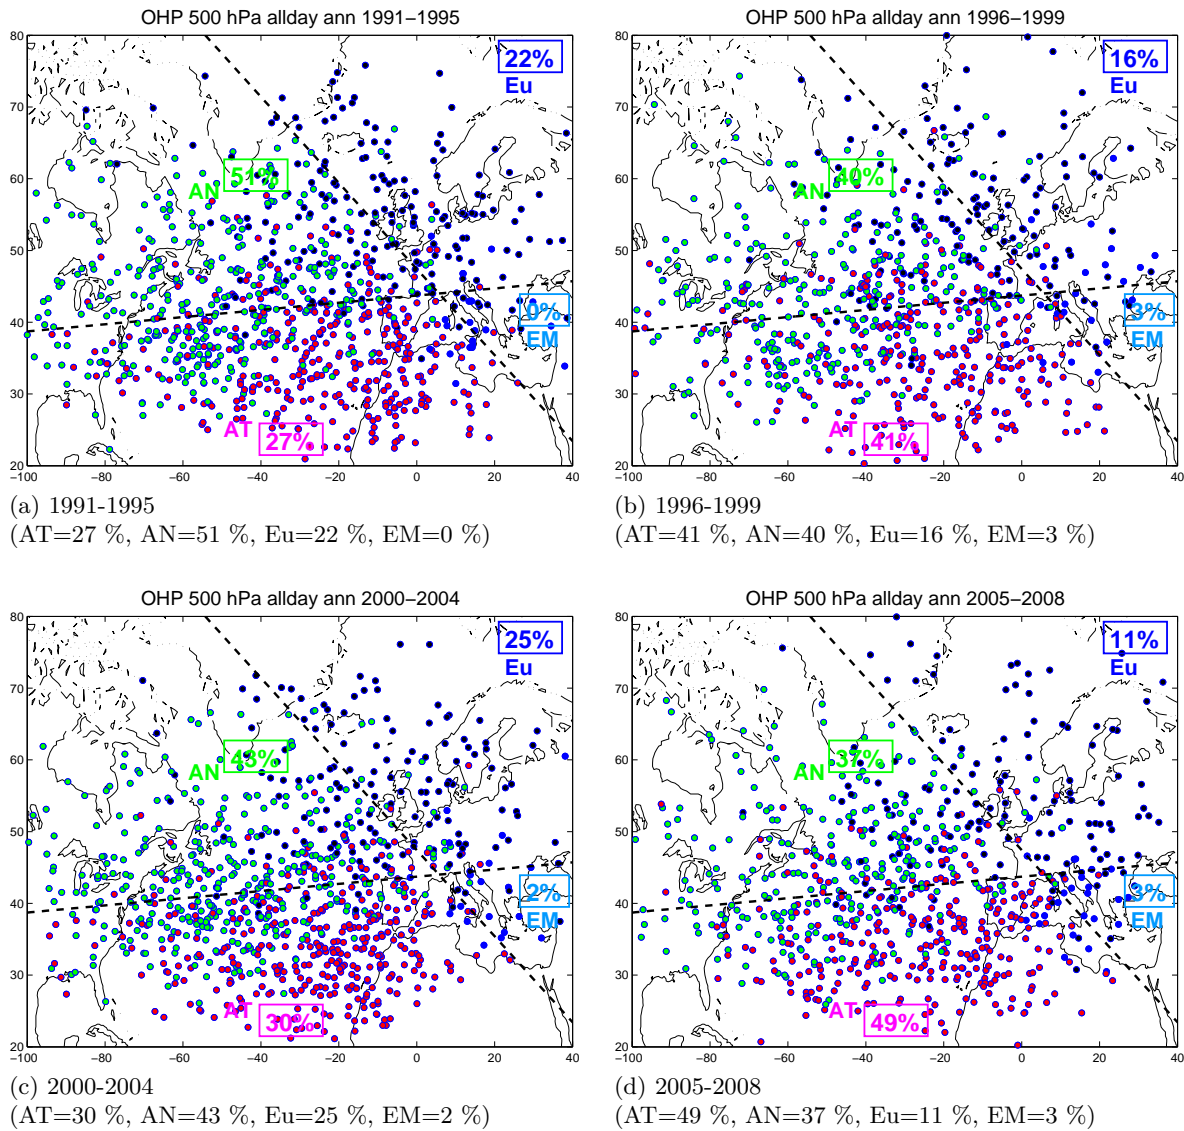 OHP 500 hPa allday ann 1991−1995
80
70
60
50
40
30
20
−100 −80 −60 −40 −20 0 20 40
22%
Eu
51%
AN
0%
EM
AT
27%
(a) 1991-1995
(AT=27 %, AN=51 %, Eu=22 %, EM=0 %)
OHP 500 hPa allday ann 1996−1999
80
70
60
50
40
30
20
−100 −80 −60 −40 −20 0 20 40
16%
Eu
40%
AN
3%
EM
AT
41%
(b) 1996-1999
(AT=41 %, AN=40 %, Eu=16 %, EM=3 %)
OHP 500 hPa allday ann 2000−2004
80
70
60
50
40
30
20
−100 −80 −60 −40 −20 0 20 40
25%
Eu
43%
AN
2%
EM
AT
30%
(c) 2000-2004
(AT=30 %, AN=43 %, Eu=25 %, EM=2 %)
OHP 500 hPa allday ann 2005−2008
80
70
60
50
40
30
20
−100 −80 −60 −40 −20 0 20 40
11%
Eu
37%
AN
3%
EM
AT
49%
(d) 2005-2008
(AT=49 %, AN=37 %, Eu=11 %, EM=3 %)